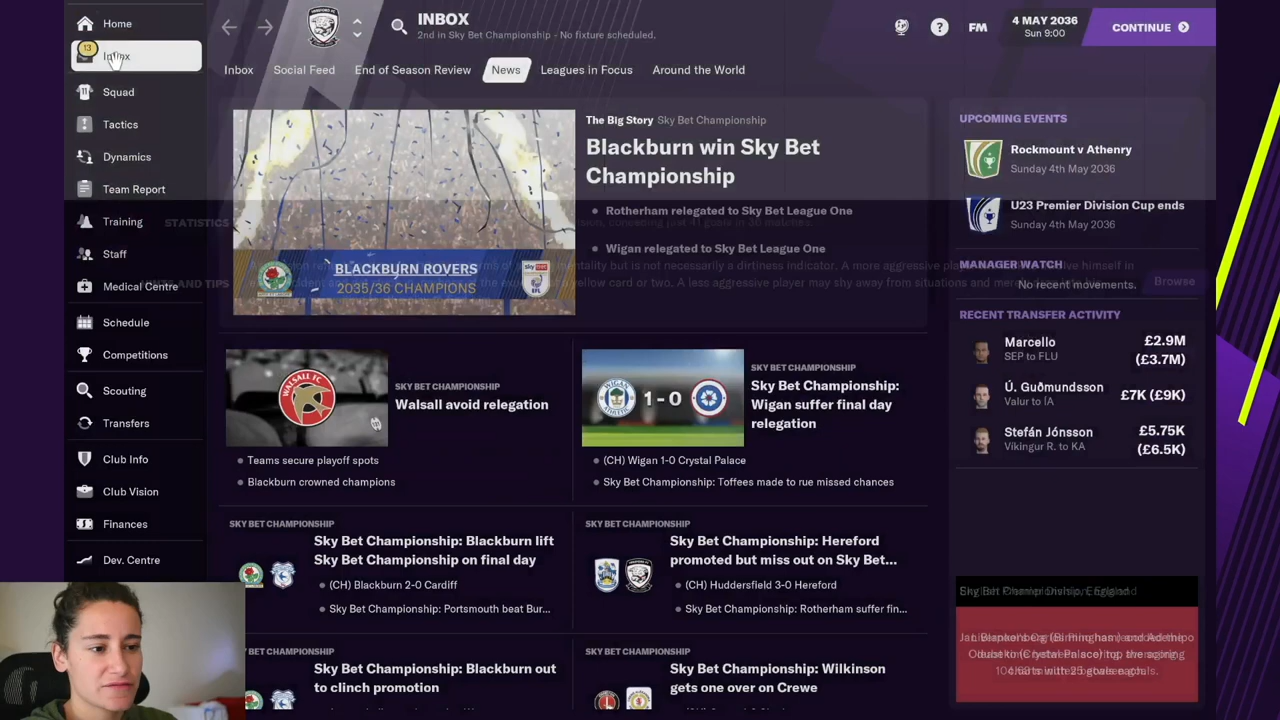 Home
13
Inbox
Squad
Tactics
Dynamics
Team Report
Training
Staff
Medical Centre
Schedule
Competitions
Scouting
Transfers
Club Info
Club Vision
Finances
Dev. Centre
INBOX
2nd in Sky Bet Championship - No fixture scheduled.
?
FM
4 MAY 2036
Sun 9:00
CONTINUE
Inbox
Social Feed
End of Season Review
News
Leagues in Focus
Around the World
The Big Story Sky Bet Championship
Blackburn win Sky Bet
Championship
Rotherham relegated to Sky Bet League One
Wigan relegated to Sky Bet League One
STATISTICS
BLACKBURN ROVERS
2035/36 CHAMPIONS
EFL
WALSALL FC
SKY BET CHAMPIONSHIP
Walsall avoid relegation
Teams secure playoff spots
Blackburn crowned champions
1 - 0
SKY BET CHAMPIONSHIP
Sky Bet Championship:
Wigan suffer final day
relegation
(CH) Wigan 1-0 Crystal Palace
Sky Bet Championship: Toffees made to rue missed chances
SKY BET CHAMPIONSHIP
Sky Bet Championship: Blackburn lift
Sky Bet Championship on final day
(CH) Blackburn 2-0 Cardiff
Sky Bet Championship: Portsmouth beat Bur...
SKY BET CHAMPIONSHIP
Sky Bet Championship: Hereford
promoted but miss out on Sky Bet...
(CH) Huddersfield 3-0 Hereford
Sky Bet Championship: Rotherham suffer fin...
SKY BET CHAMPIONSHIP
Sky Bet Championship: Blackburn out
to clinch promotion
SKY BET CHAMPIONSHIP
Sky Bet Championship: Wilkinson
gets one over on Crewe
UPCOMING EVENTS
Rockmount v Athenry
Sunday 4th May 2036
U23 Premier Division Cup ends
Sunday 4th May 2036
MANAGER WATCH
No recent movements.
Browse
RECENT TRANSFER ACTIVITY
Marcello
SEP to FLU
£2.9M
(£3.7M)
Ú. Guðmundsson
Valur to ÍA
£7K (£9K)
Stefán Jónsson
Víkingur R. to KA
£5.75K
(£6.5K)